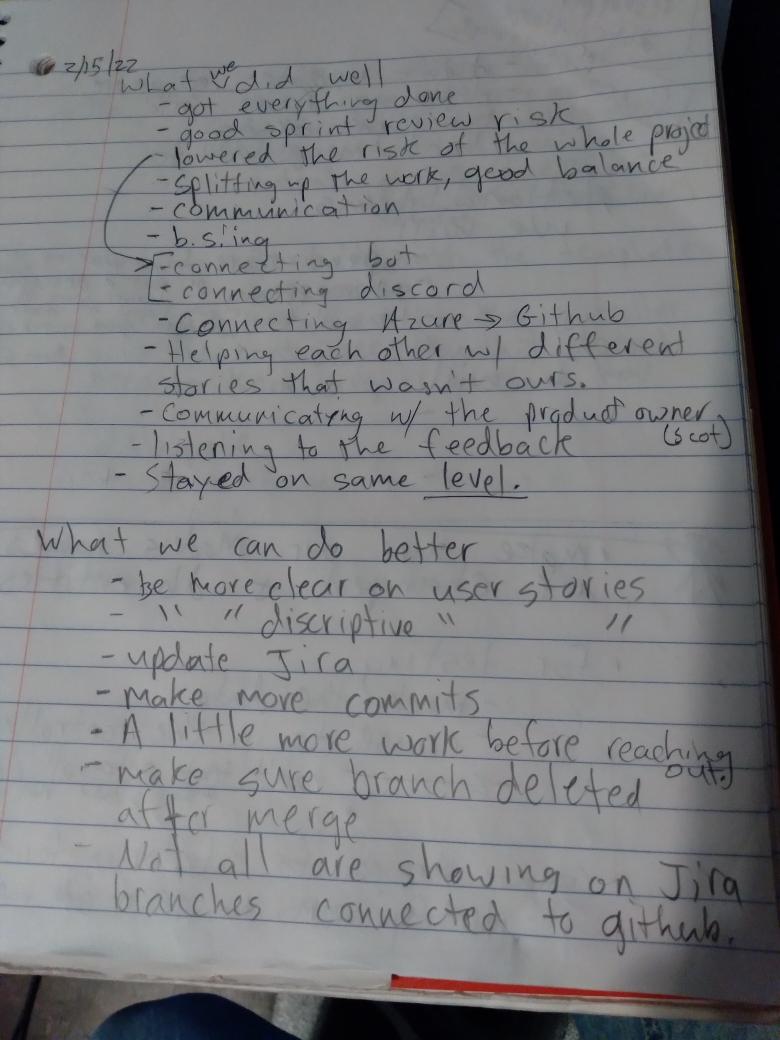 2/15/22
What we did well
- got everything done
- good sprint review risk
- lowered the risk of the whole project
- splitting up the work, good balance
- communication
- b.s.'ing
- connecting bot
- connecting discord
- Connecting Azure → Github
- Helping each other w/ different
stories that wasn't ours.
- Communicating w/ the product owner
(scot)
- listening to the feedback
- Stayed on same level.
What we can do better
- be more clear on user stories
- " " discriptive " "
- update Jira
- make more commits
- A little more work before reaching
out.
- make sure branch deleted
after merge
- Not all are showing on Jira
branches connected to github.